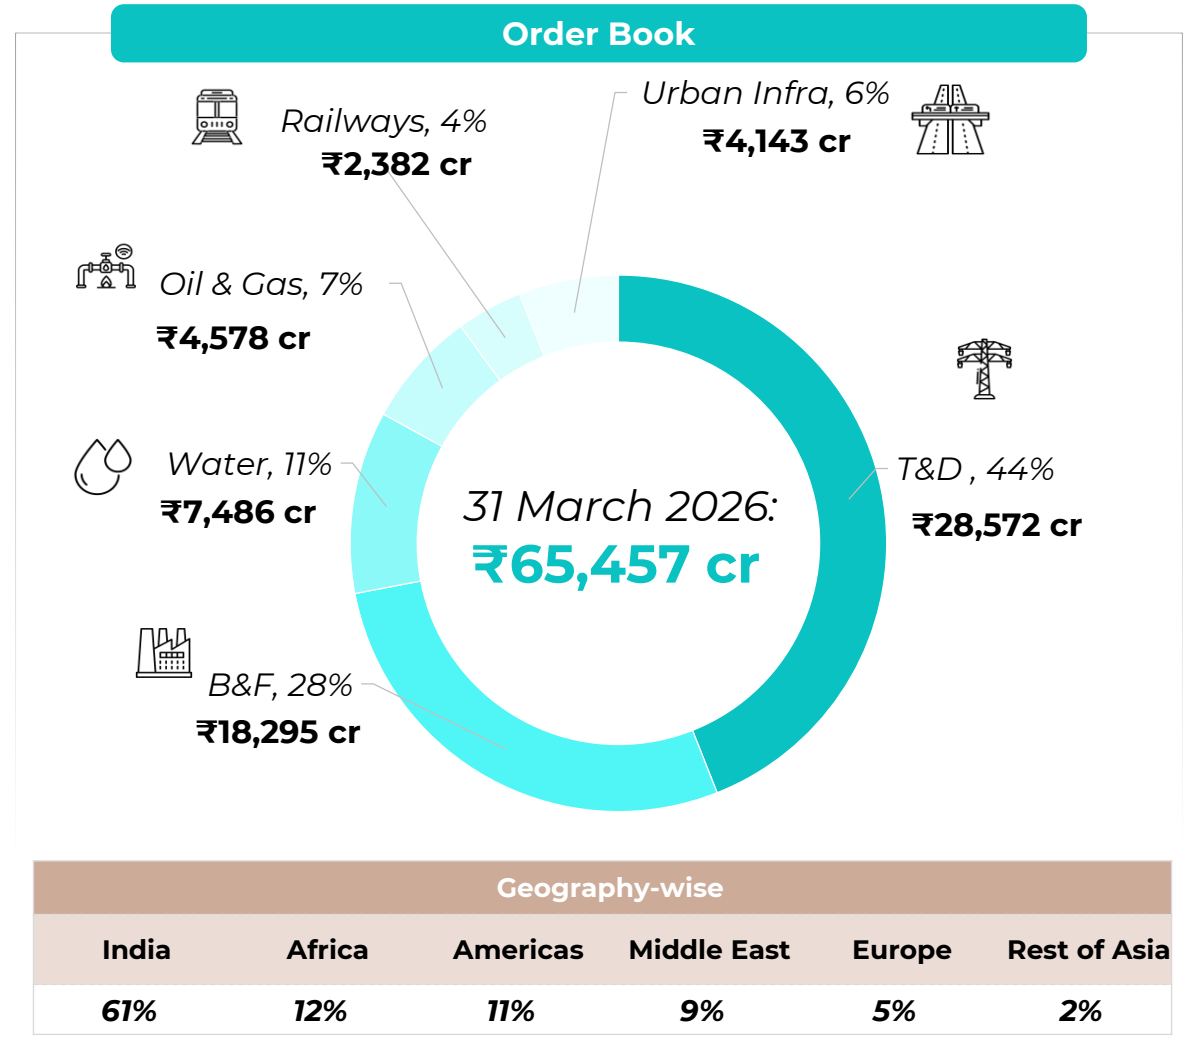 Order Book
Railways, 4%
₹2,382 cr
Urban Infra, 6%
₹4,143 cr
Oil & Gas, 7%
₹4,578 cr
T&D , 44%
₹28,572 cr
Water, 11%
₹7,486 cr
31 March 2026:
₹65,457 cr
B&F, 28%
₹18,295 cr
Geography-wise
India Africa Americas Middle East Europe Rest of Asia
61% 12% 11% 9% 5% 2%